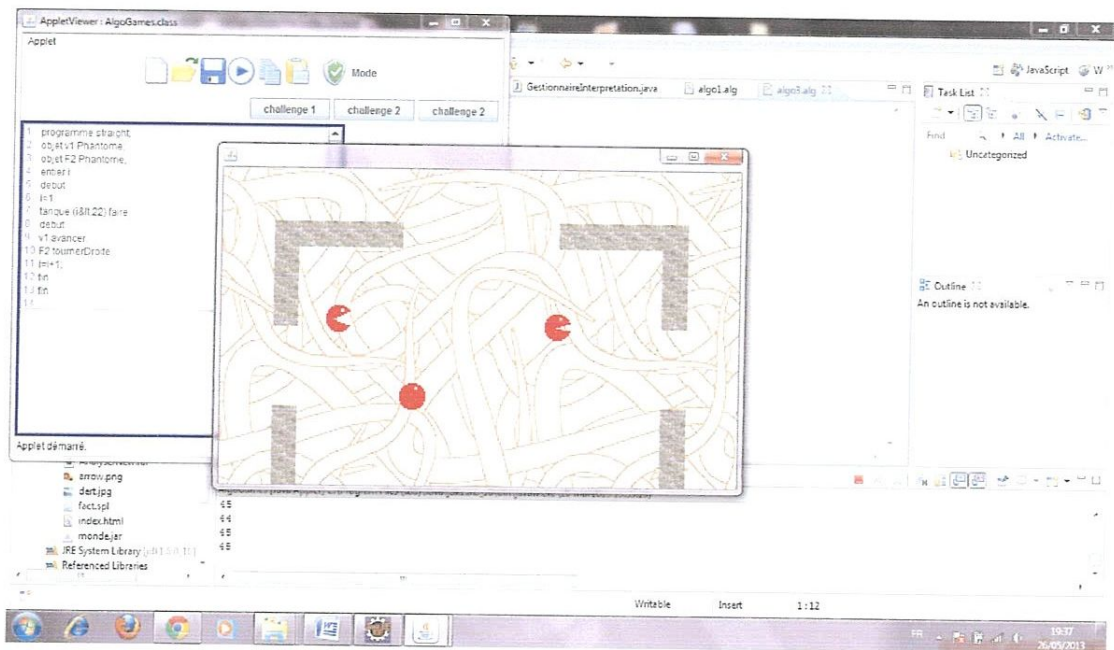 AppletViewer : AlgoGames.class
Applet
Mode
challenge 1 challenge 2 challenge 2
1 programme straight;
2 objet v1 Phantome
3 objet F2 Phantome;
4 entier i
5 debut
6 i=1
7 tanque (i&lt;22) faire
8 debut
9 v1 avancer
10 F2 tournerDroite
11 i=i+1;
12 fin
13 fin
Applet démarré.
GestionnaireInterpretation.java algo1.alg algo3.alg
JavaScript W
Task List
Find All Activate...
Uncategorized
Outline
An outline is not available.
arrow.png
dert.jpg
fact.spl
index.html
monde.jar
JRE System Library
Referenced Libraries
45
44
45
46
Writable Insert 1:12
FR
19:37
26/05/2013